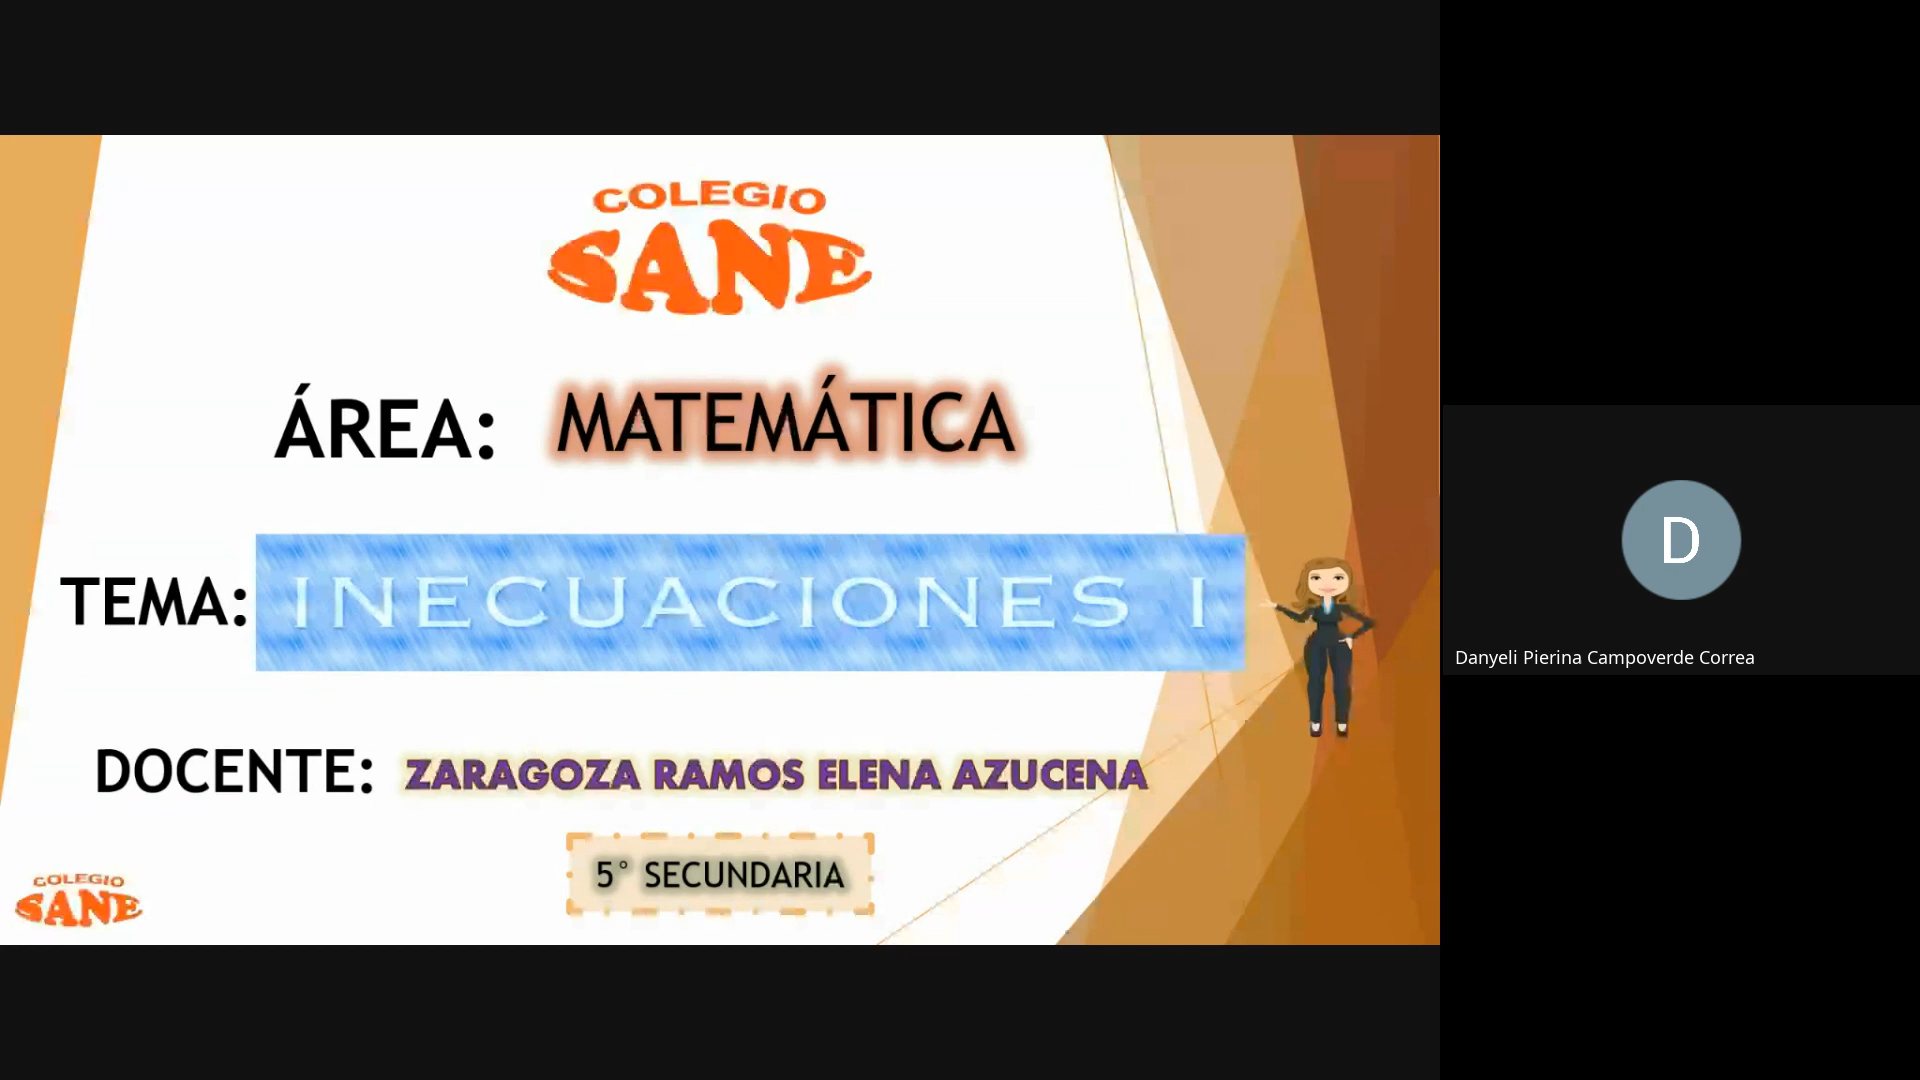 COLEGIO
SANE
ÁREA: MATEMÁTICA
TEMA: INECUACIONES I
DOCENTE: ZARAGOZA RAMOS ELENA AZUCENA
5° SECUNDARIA
COLEGIO
SANE
D
Danyeli Pierina Campoverde Correa